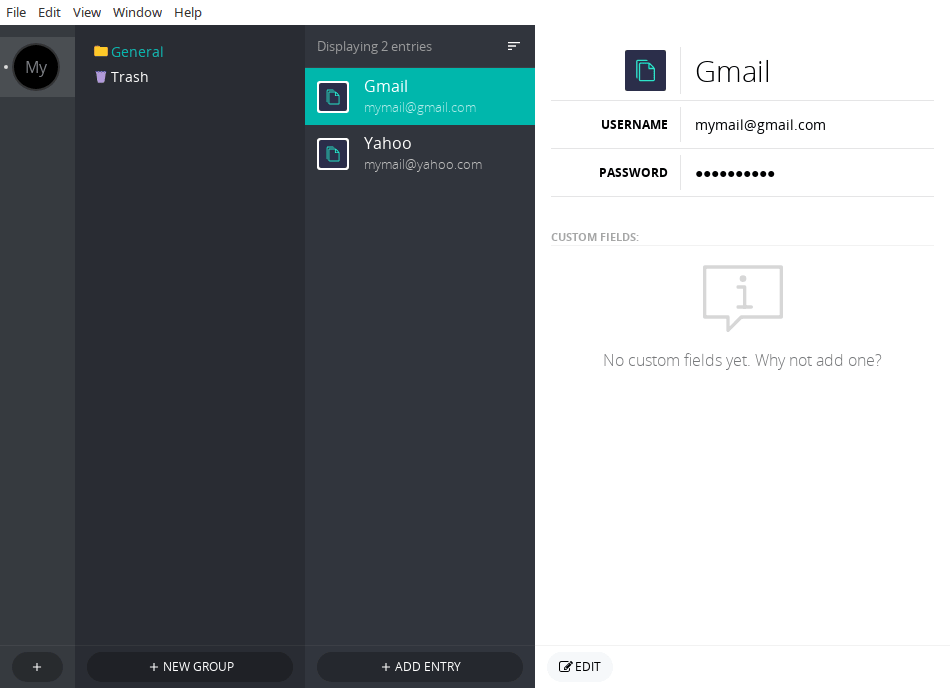 File Edit View Window Help
My
General
Trash
Displaying 2 entries
Gmail
mymail@gmail.com
Yahoo
mymail@yahoo.com
Gmail
USERNAME mymail@gmail.com
PASSWORD ●●●●●●●●●●
CUSTOM FIELDS:
No custom fields yet. Why not add one?
+
+ NEW GROUP
+ ADD ENTRY
EDIT